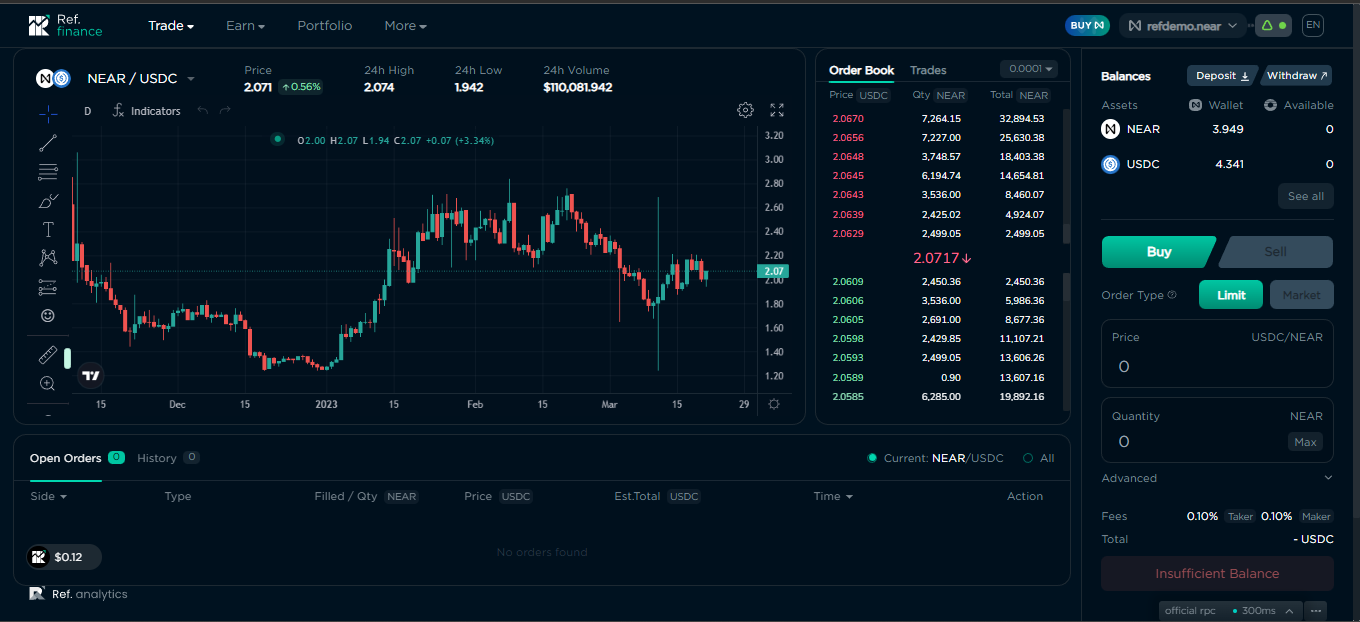 Ref. finance
Trade Earn Portfolio More
BUY
refdemo.near
EN
NEAR / USDC
Price
2.071 ↑0.56%
24h High
2.074
24h Low
1.942
24h Volume
$110,081.942
D Indicators
O2.00 H2.07 L1.94 C2.07 +0.07 (+3.34%)
3.20
3.00
2.80
2.60
2.40
2.20
2.07
2.00
1.80
1.60
1.40
1.20
15 Dec 15 2023 15 Feb 15 Mar 15 29
Order Book Trades 0.0001
Price USDC Qty NEAR Total NEAR
2.0670 7,264.15 32,894.53
2.0656 7,227.00 25,630.38
2.0648 3,748.57 18,403.38
2.0645 6,194.74 14,654.81
2.0643 3,536.00 8,460.07
2.0639 2,425.02 4,924.07
2.0629 2,499.05 2,499.05
2.0717↓
2.0609 2,450.36 2,450.36
2.0606 3,536.00 5,986.36
2.0605 2,691.00 8,677.36
2.0598 2,429.85 11,107.21
2.0593 2,499.05 13,606.26
2.0589 0.90 13,607.16
2.0585 6,285.00 19,892.16
Balances Deposit Withdraw
Assets Wallet Available
NEAR 3.949 0
USDC 4.341 0
See all
Buy Sell
Order Type Limit Market
Price USDC/NEAR
0
Quantity NEAR
0 Max
Advanced
Fees 0.10% Taker 0.10% Maker
Total - USDC
Insufficient Balance
official rpc 300ms
Open Orders 0 History 0 Current: NEAR/USDC All
Side Type Filled / Qty NEAR Price USDC Est.Total USDC Time Action
No orders found
$0.12
Ref. analytics